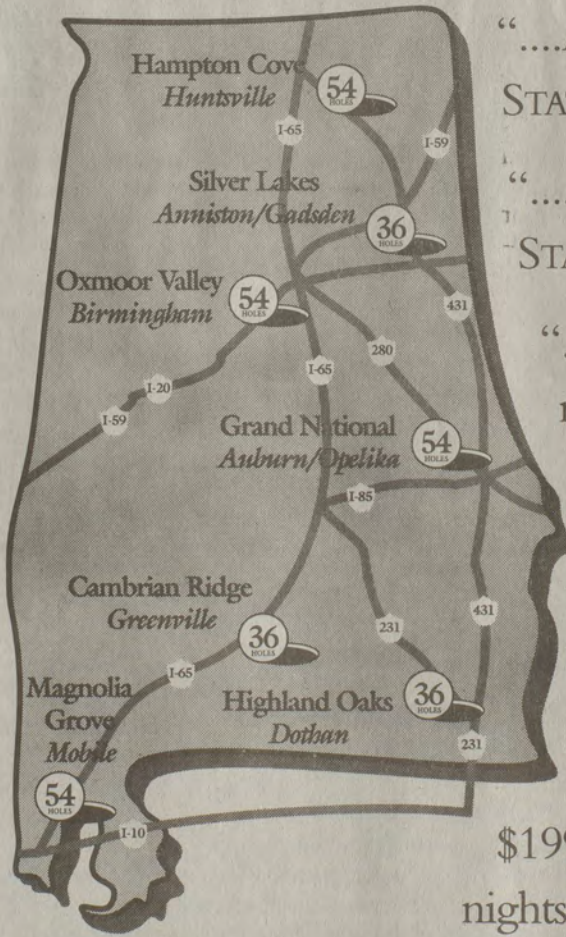 “....
STAT
Hampton Cove
Huntsville
54
HOLES
I-65
I-59
“....
STA
Silver Lakes
Anniston/Gadsden
36
HOLES
Oxmoor Valley
Birmingham
54
HOLES
431
280
I-65
I-20
I-59
Grand National
Auburn/Opelika
54
HOLES
I-85
Cambrian Ridge
Greenville
36
HOLES
231
431
I-65
Magnolia
Grove
Mobile
54
HOLES
Highland Oaks
Dothan
36
HOLES
231
I-10
$199
nights